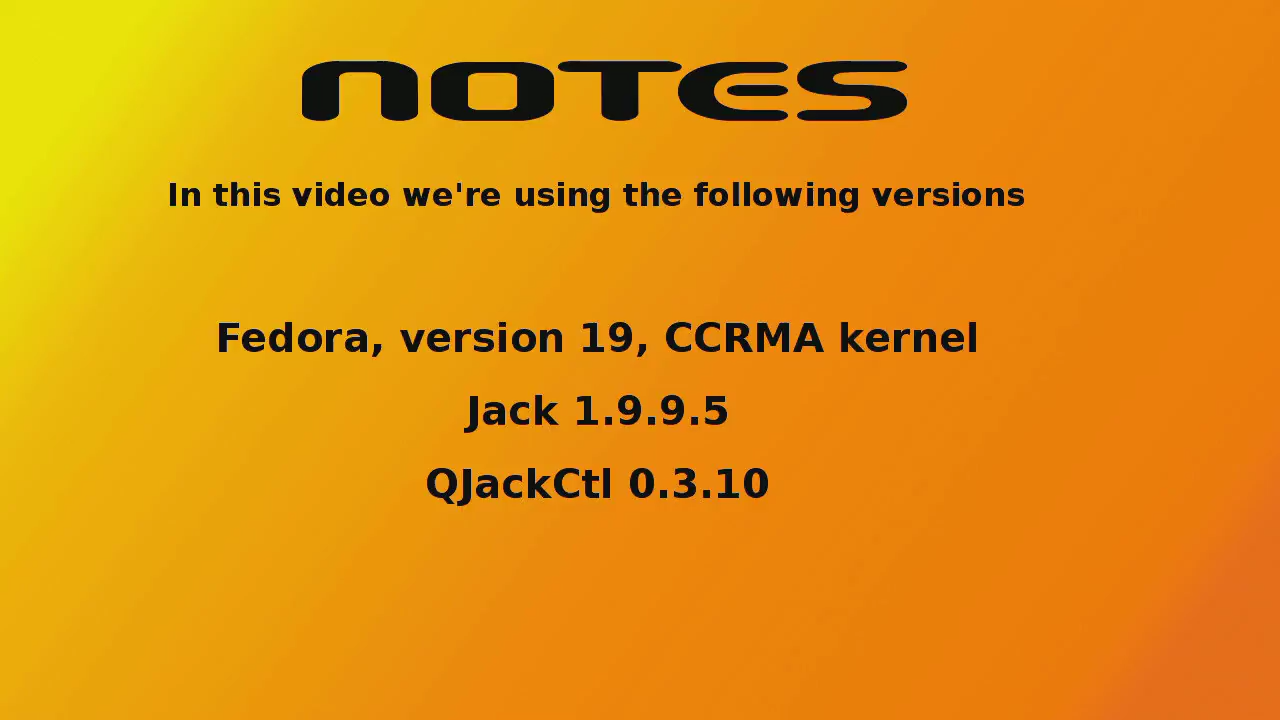 NOTES
In this video we're using the following versions
Fedora, version 19, CCRMA kernel
Jack 1.9.9.5
QJackCtl 0.3.10